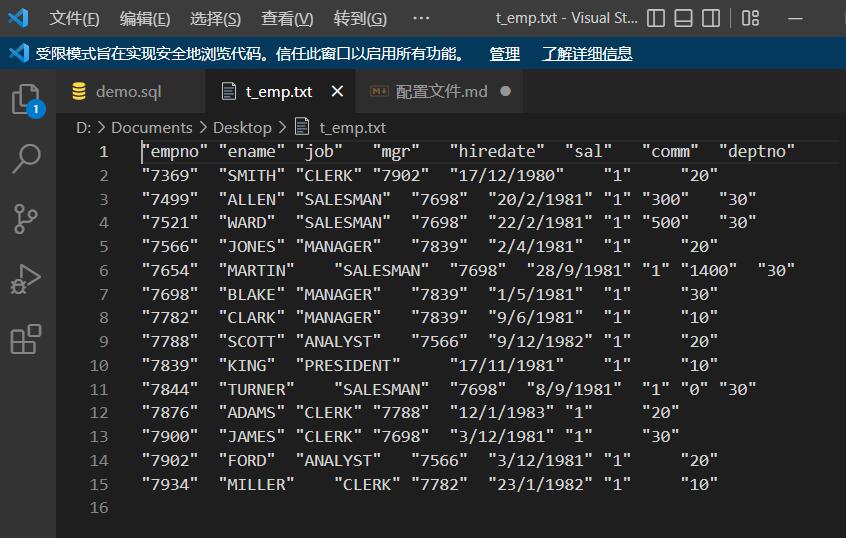 文件(F) 编辑(E) 选择(S) 查看(V) 转到(G) ··· t_emp.txt - Visual St...
受限模式旨在实现安全地浏览代码。信任此窗口以启用所有功能。 管理 了解详细信息
demo.sql t_emp.txt 配置文件.md
D: > Documents > Desktop > t_emp.txt
1 "empno" "ename" "job" "mgr" "hiredate" "sal" "comm" "deptno"
2 "7369" "SMITH" "CLERK" "7902" "17/12/1980" "1" "20"
3 "7499" "ALLEN" "SALESMAN" "7698" "20/2/1981" "1" "300" "30"
4 "7521" "WARD" "SALESMAN" "7698" "22/2/1981" "1" "500" "30"
5 "7566" "JONES" "MANAGER" "7839" "2/4/1981" "1" "20"
6 "7654" "MARTIN" "SALESMAN" "7698" "28/9/1981" "1" "1400" "30"
7 "7698" "BLAKE" "MANAGER" "7839" "1/5/1981" "1" "30"
8 "7782" "CLARK" "MANAGER" "7839" "9/6/1981" "1" "10"
9 "7788" "SCOTT" "ANALYST" "7566" "9/12/1982" "1" "20"
10 "7839" "KING" "PRESIDENT" "17/11/1981" "1" "10"
11 "7844" "TURNER" "SALESMAN" "7698" "8/9/1981" "1" "0" "30"
12 "7876" "ADAMS" "CLERK" "7788" "12/1/1983" "1" "20"
13 "7900" "JAMES" "CLERK" "7698" "3/12/1981" "1" "30"
14 "7902" "FORD" "ANALYST" "7566" "3/12/1981" "1" "20"
15 "7934" "MILLER" "CLERK" "7782" "23/1/1982" "1" "10"
16
1